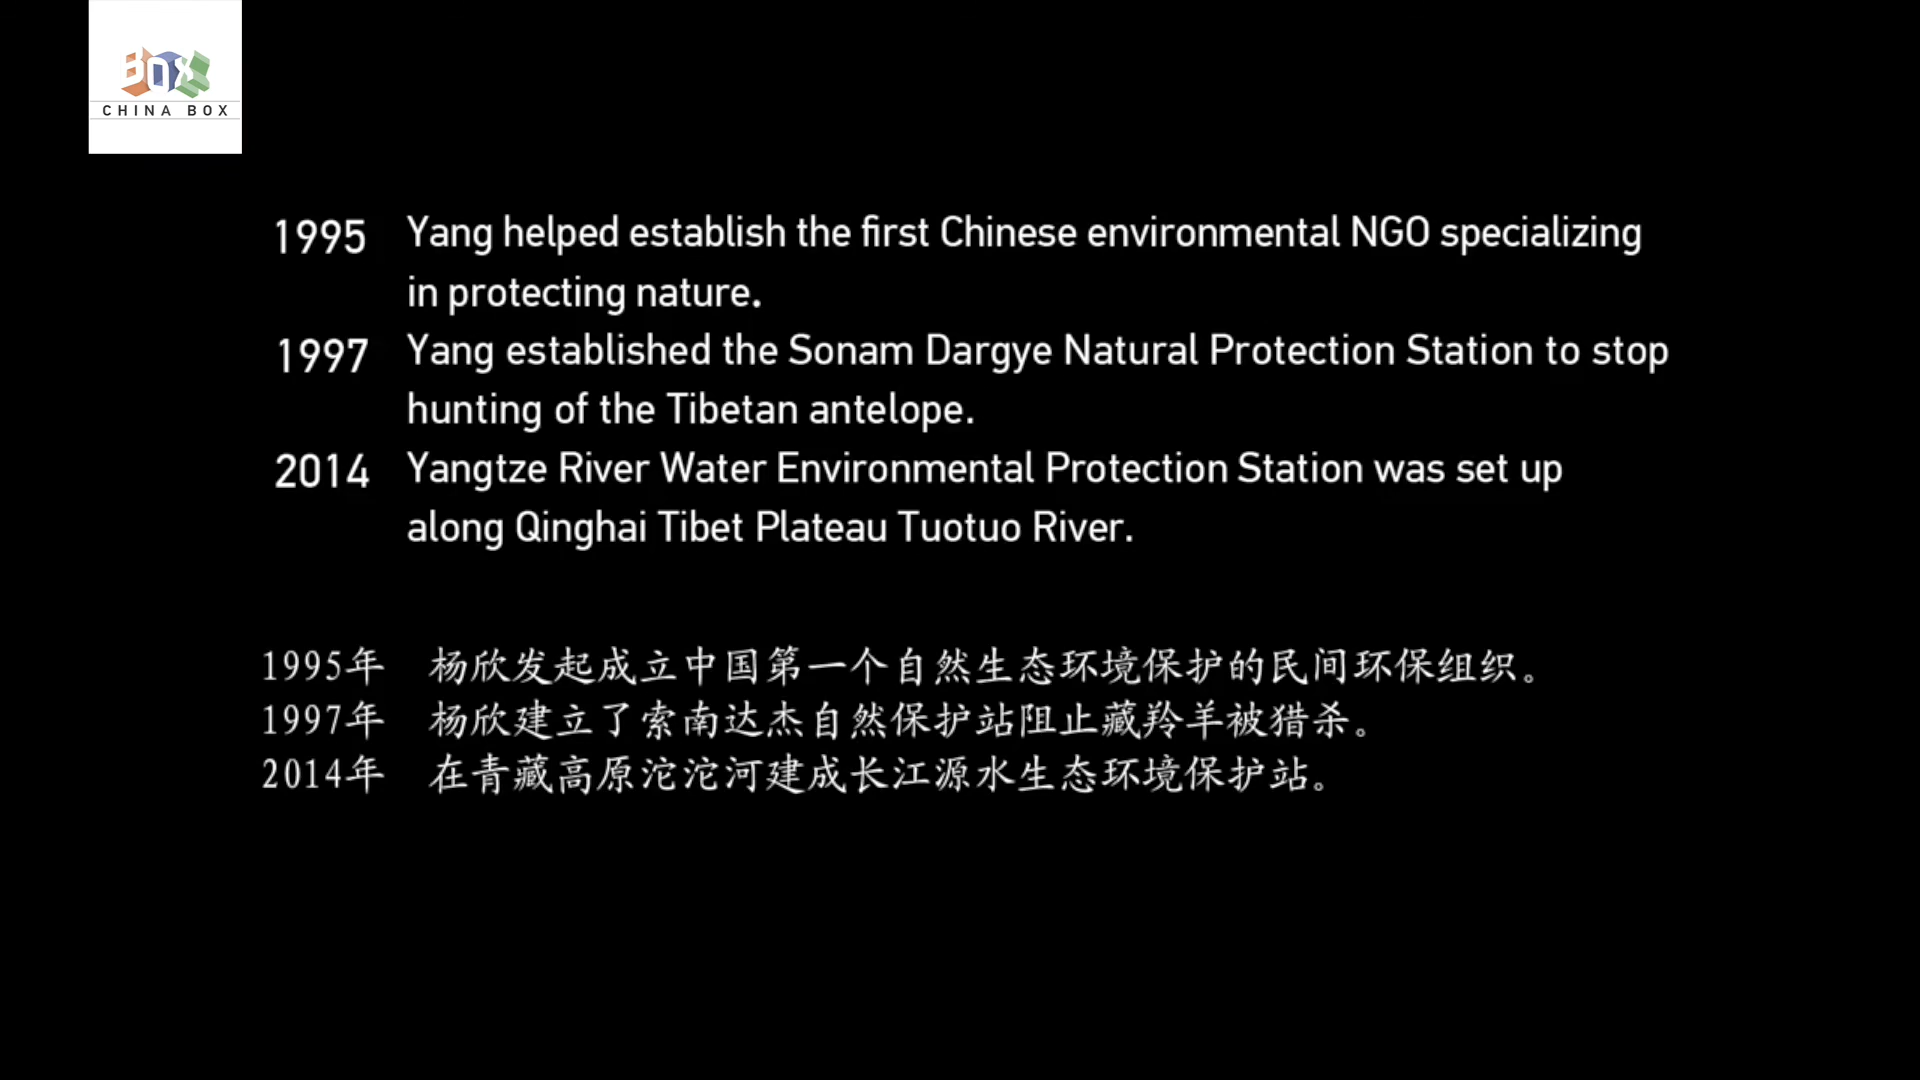 BOX
CHINA BOX
1995 Yang helped establish the first Chinese environmental NGO specializing
in protecting nature.
1997 Yang established the Sonam Dargye Natural Protection Station to stop
hunting of the Tibetan antelope.
2014 Yangtze River Water Environmental Protection Station was set up
along Qinghai Tibet Plateau Tuotuo River.
1995年 杨欣发起成立中国第一个自然生态环境保护的民间环保组织。
1997年 杨欣建立了索南达杰自然保护站阻止藏羚羊被猎杀。
2014年 在青藏高原沱沱河建成长江源水生态环境保护站。